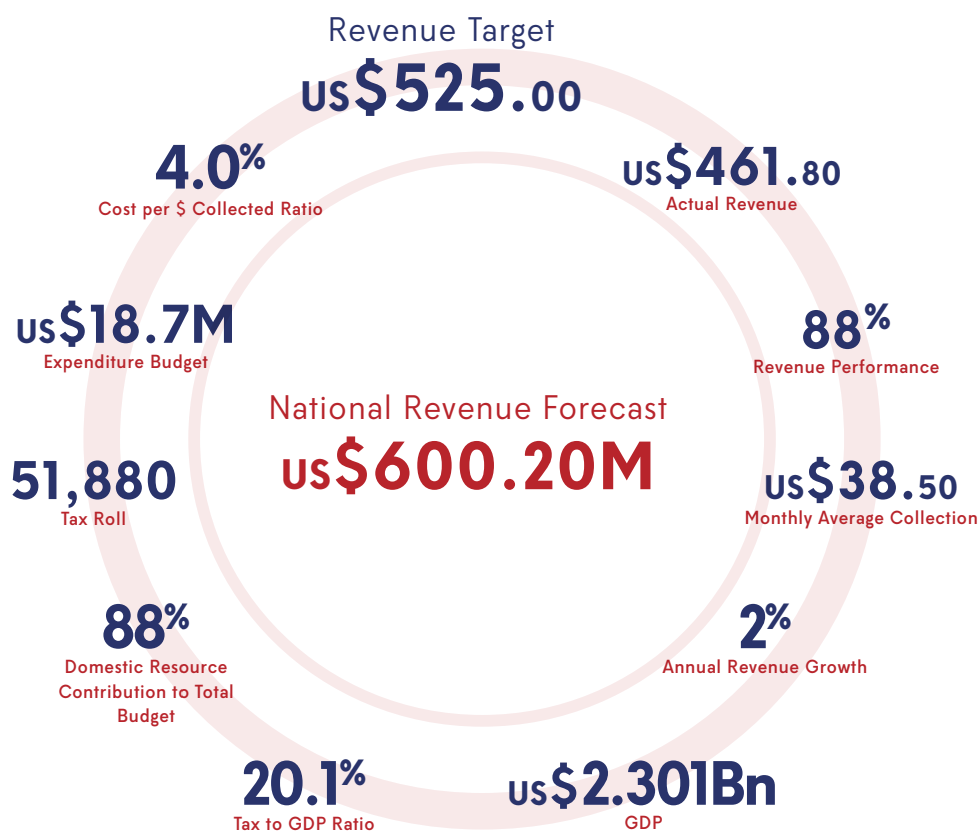 Revenue Target
US$525.00
4.0%
Cost per $ Collected Ratio
US$461.80
Actual Revenue
US$18.7M
Expenditure Budget
88%
Revenue Performance
National Revenue Forecast
US$600.20M
51,880
Tax Roll
US$38.50
Monthly Average Collection
88%
Domestic Resource
Contribution to Total
Budget
2%
Annual Revenue Growth
20.1%
Tax to GDP Ratio
US$2.301Bn
GDP